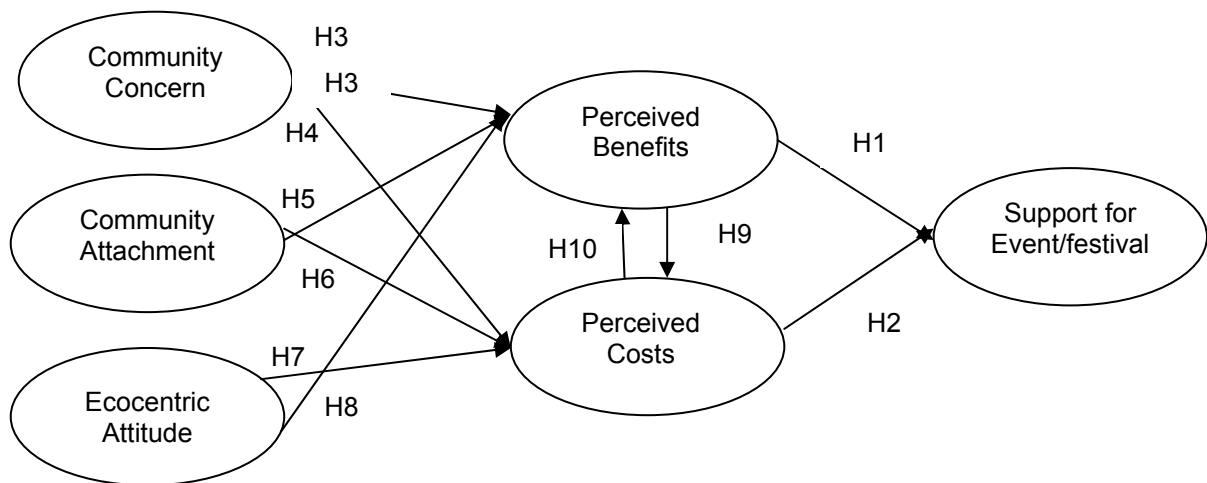 H3
Community
Concern
H3
H4
Perceived
Benefits
H1
H5
Community
Attachment
H6
H10
H9
Support for
Event/festival
Perceived
Costs
H2
H7
Ecocentric
Attitude
H8